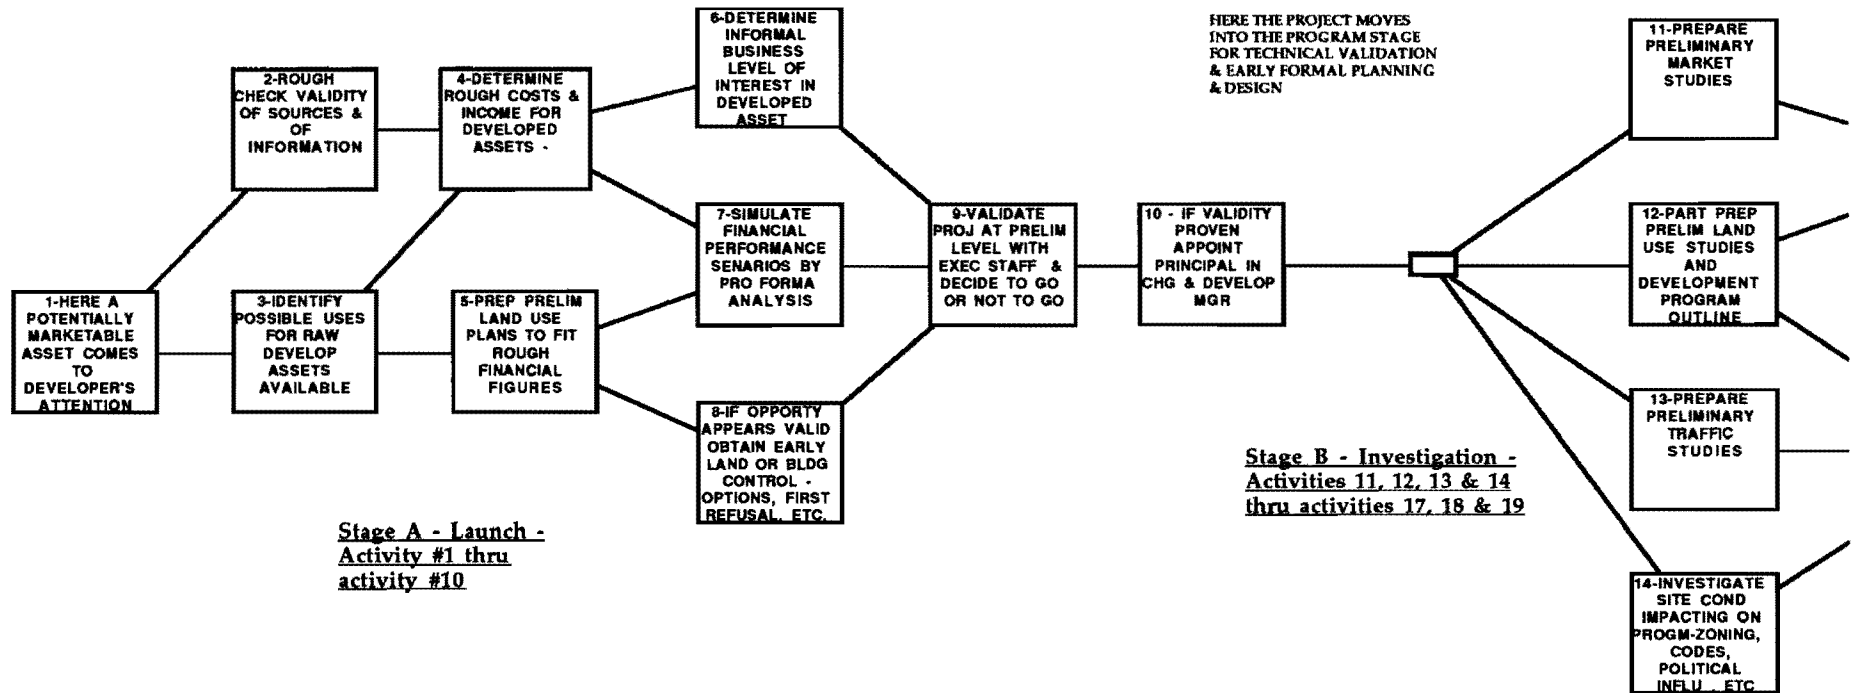 1-HERE A
POTENTIALLY
MARKETABLE
ASSET COMES
TO
DEVELOPER'S
ATTENTION
2-ROUGH
CHECK VALIDITY
OF SOURCES &
OF
INFORMATION
3-IDENTIFY
POSSIBLE USES
FOR RAW
DEVELOP
ASSETS
AVAILABLE
4-DETERMINE
ROUGH COSTS &
INCOME FOR
DEVELOPED
ASSETS -
5-PREP PRELIM
LAND USE
PLANS TO FIT
ROUGH
FINANCIAL
FIGURES
6-DETERMINE
INFORMAL
BUSINESS
LEVEL OF
INTEREST IN
DEVELOPED
ASSET
7-SIMULATE
FINANCIAL
PERFORMANCE
SENARIOS BY
PRO FORMA
ANALYSIS
8-IF OPPORTY
APPEARS VALID
OBTAIN EARLY
LAND OR BLDG
CONTROL -
OPTIONS, FIRST
REFUSAL, ETC.
Stage A - Launch -
Activity #1 thru
activity #10
9-VALIDATE
PROJ AT PRELIM
LEVEL WITH
EXEC STAFF &
DECIDE TO GO
OR NOT TO GO
10 - IF VALIDITY
PROVEN
APPOINT
PRINCIPAL IN
CHG & DEVELOP
MGR
HERE THE PROJECT MOVES
INTO THE PROGRAM STAGE
FOR TECHNICAL VALIDATION
& EARLY FORMAL PLANNING
& DESIGN
Stage B - Investigation -
Activities 11, 12, 13 & 14
thru activities 17, 18 & 19
11-PREPARE
PRELIMINARY
MARKET
STUDIES
12-PART PREP
PRELIM LAND
USE STUDIES
AND
DEVELOPMENT
PROGRAM
OUTLINE
13-PREPARE
PRELIMINARY
TRAFFIC
STUDIES
14-INVESTIGATE
SITE COND
IMPACTING ON
PROGM-ZONING,
CODES,
POLITICAL
INFLU , ETC